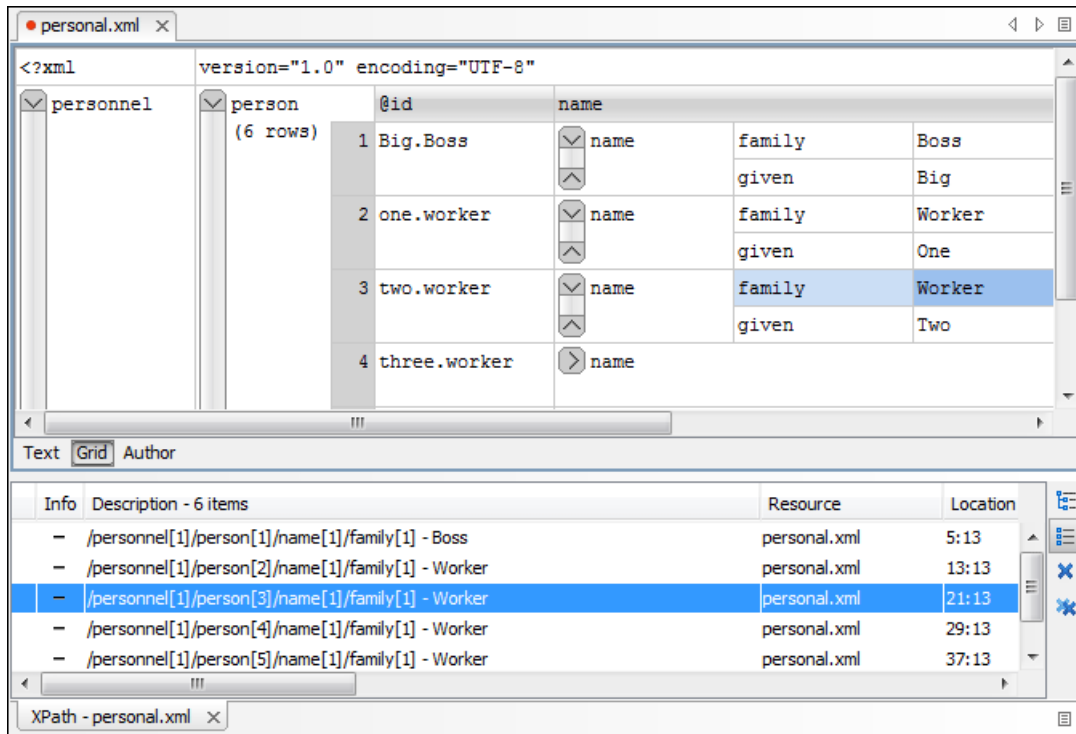 personal.xml
<?xml version="1.0" encoding="UTF-8"
personnel person @id name
(6 rows) 1 Big.Boss name family Boss
given Big
2 one.worker name family Worker
given One
3 two.worker name family Worker
given Two
4 three.worker name
Text Grid Author
Info Description - 6 items Resource Location
/personnel[1]/person[1]/name[1]/family[1] - Boss personal.xml 5:13
/personnel[1]/person[2]/name[1]/family[1] - Worker personal.xml 13:13
/personnel[1]/person[3]/name[1]/family[1] - Worker personal.xml 21:13
/personnel[1]/person[4]/name[1]/family[1] - Worker personal.xml 29:13
/personnel[1]/person[5]/name[1]/family[1] - Worker personal.xml 37:13
XPath - personal.xml